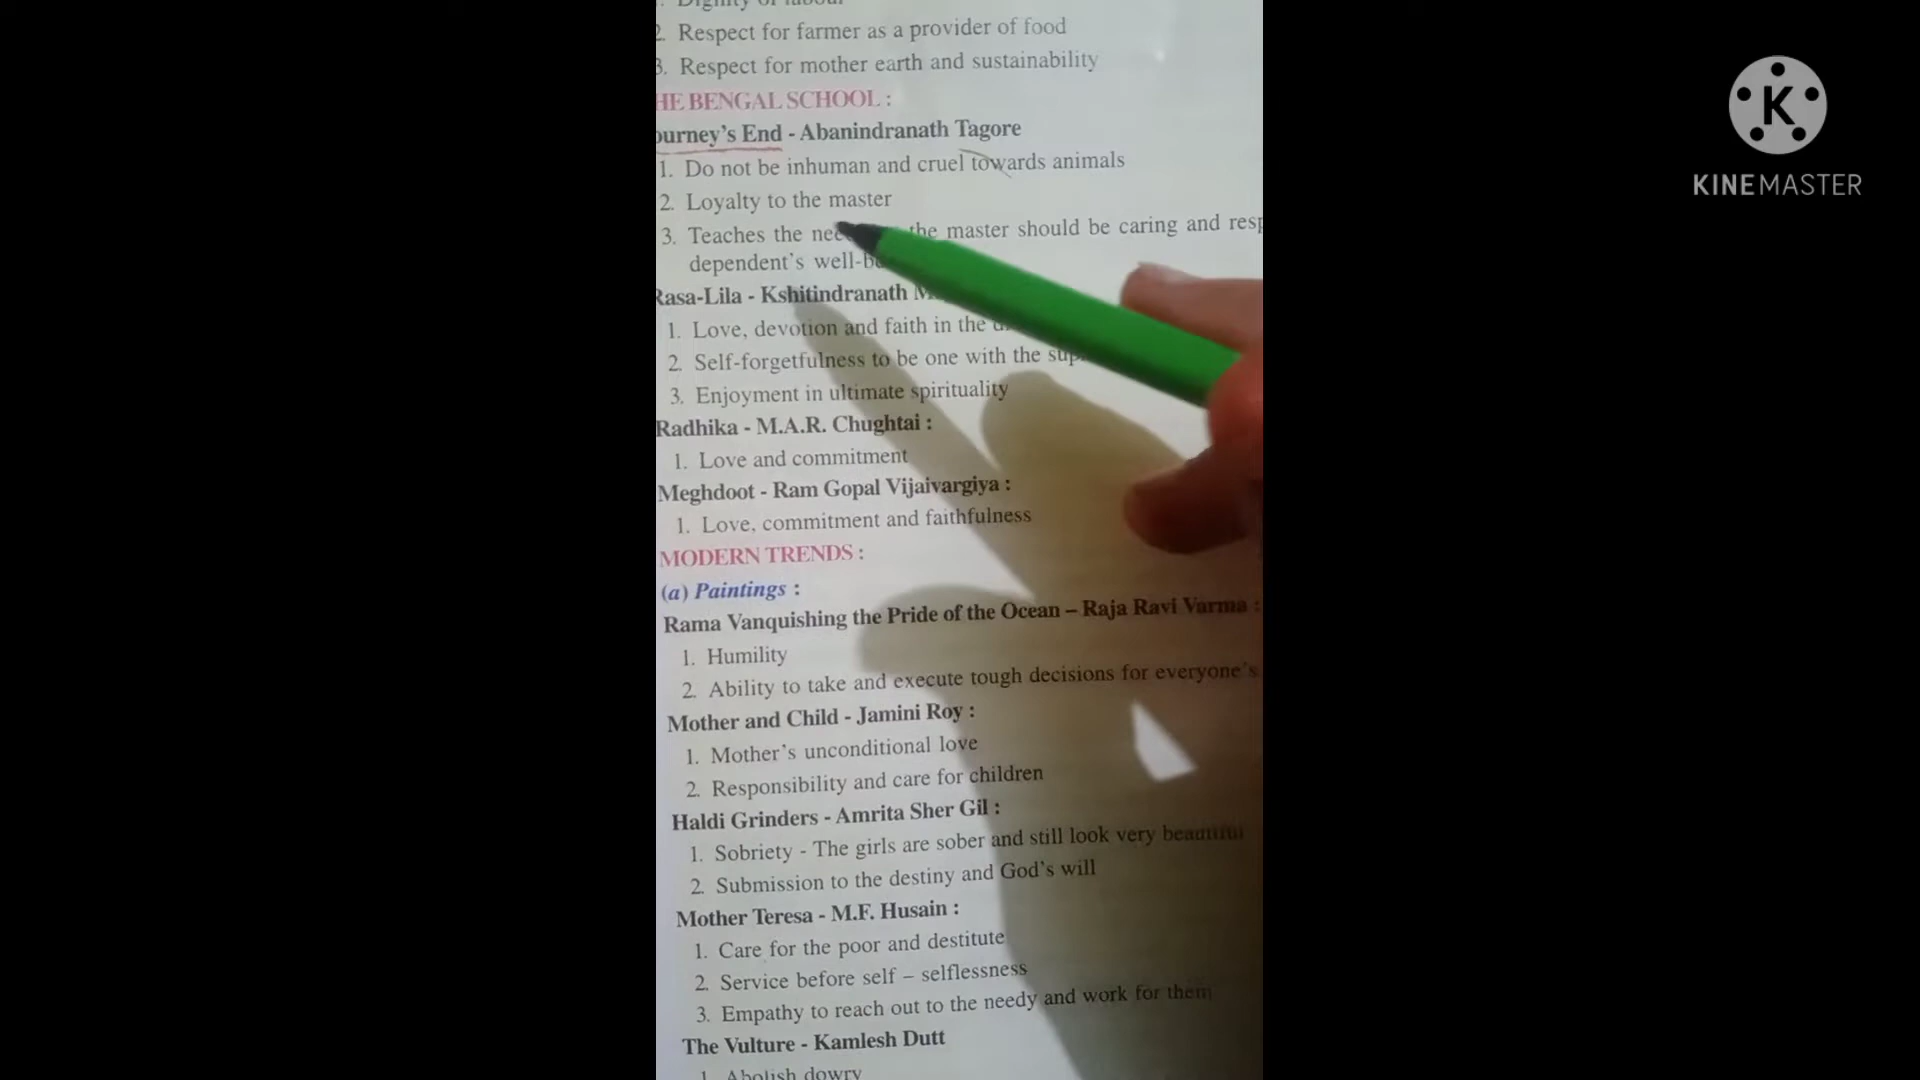 1. Dignity of labour
2. Respect for farmer as a provider of food
3. Respect for mother earth and sustainability
HE BENGAL SCHOOL :
ourney's End - Abanindranath Tagore
1. Do not be inhuman and cruel towards animals
2. Loyalty to the master
3. Teaches the the master should be caring and
dependent's
Rasa-Lila - Kshitindranath
1. Love, devotion and faith in the
2. Self-forgetfulness to be one with the
3. Enjoyment in ultimate spirituality
Radhika - M.A.R. Chughtai :
1. Love and commitment
Meghdoot - Ram Gopal Vijaivargiya :
1. Love, commitment and faithfulness
MODERN TRENDS :
(a) Paintings :
Rama Vanquishing the Pride of the Ocean – Raja Ravi Varma :
1. Humility
2. Ability to take and execute tough decisions for everyone's
Mother and Child - Jamini Roy :
1. Mother's unconditional love
2. Responsibility and care for children
Haldi Grinders - Amrita Sher Gil :
1. Sobriety - The girls are sober and still look very beautiful
2. Submission to the destiny and God's will
Mother Teresa - M.F. Husain :
1. Care for the poor and destitute
2. Service before self – selflessness
3. Empathy to reach out to the needy and work for them
The Vulture - Kamlesh Dutt
1. Abolish dowry
K
KINEMASTER